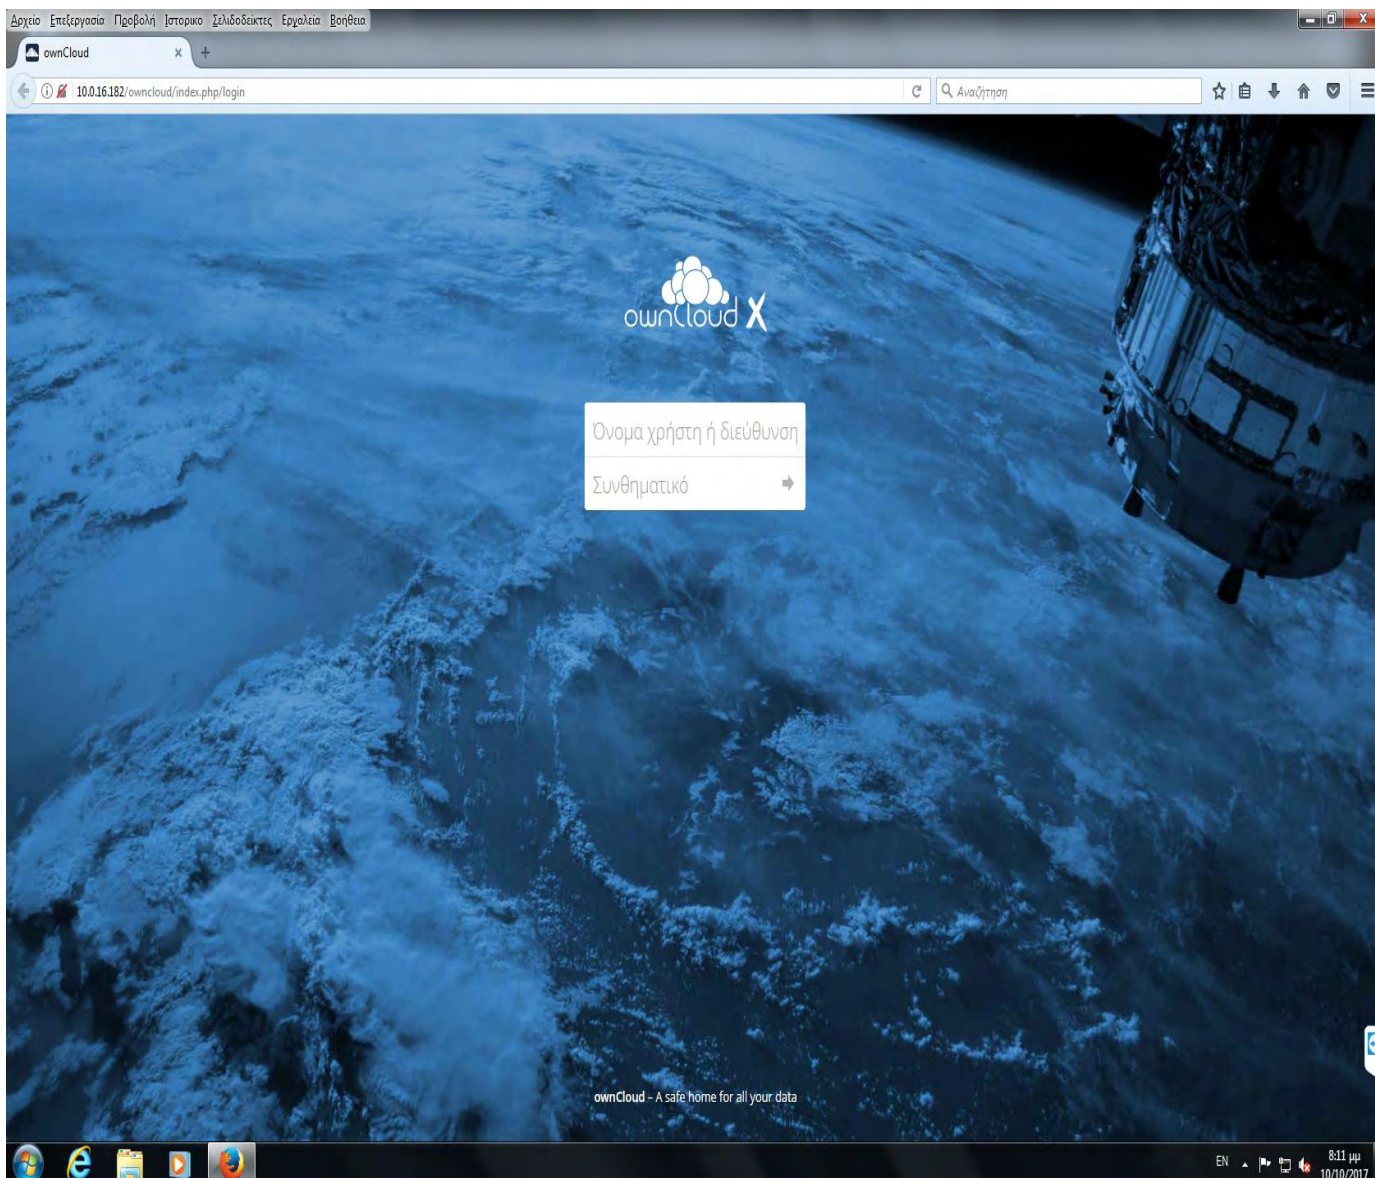 Αρχείο Επεξεργασία Προβολή Ιστορικο Σελιδοδείκτες Εργαλεία Βοήθεια
ownCloud
10.0.16.182/owncloud/index.php/login
Αναζήτηση
ownCloud X
Όνομα χρήστη ή διεύθυνση
Συνθηματικό
ownCloud – A safe home for all your data
EN
8:11 μμ
10/10/2017